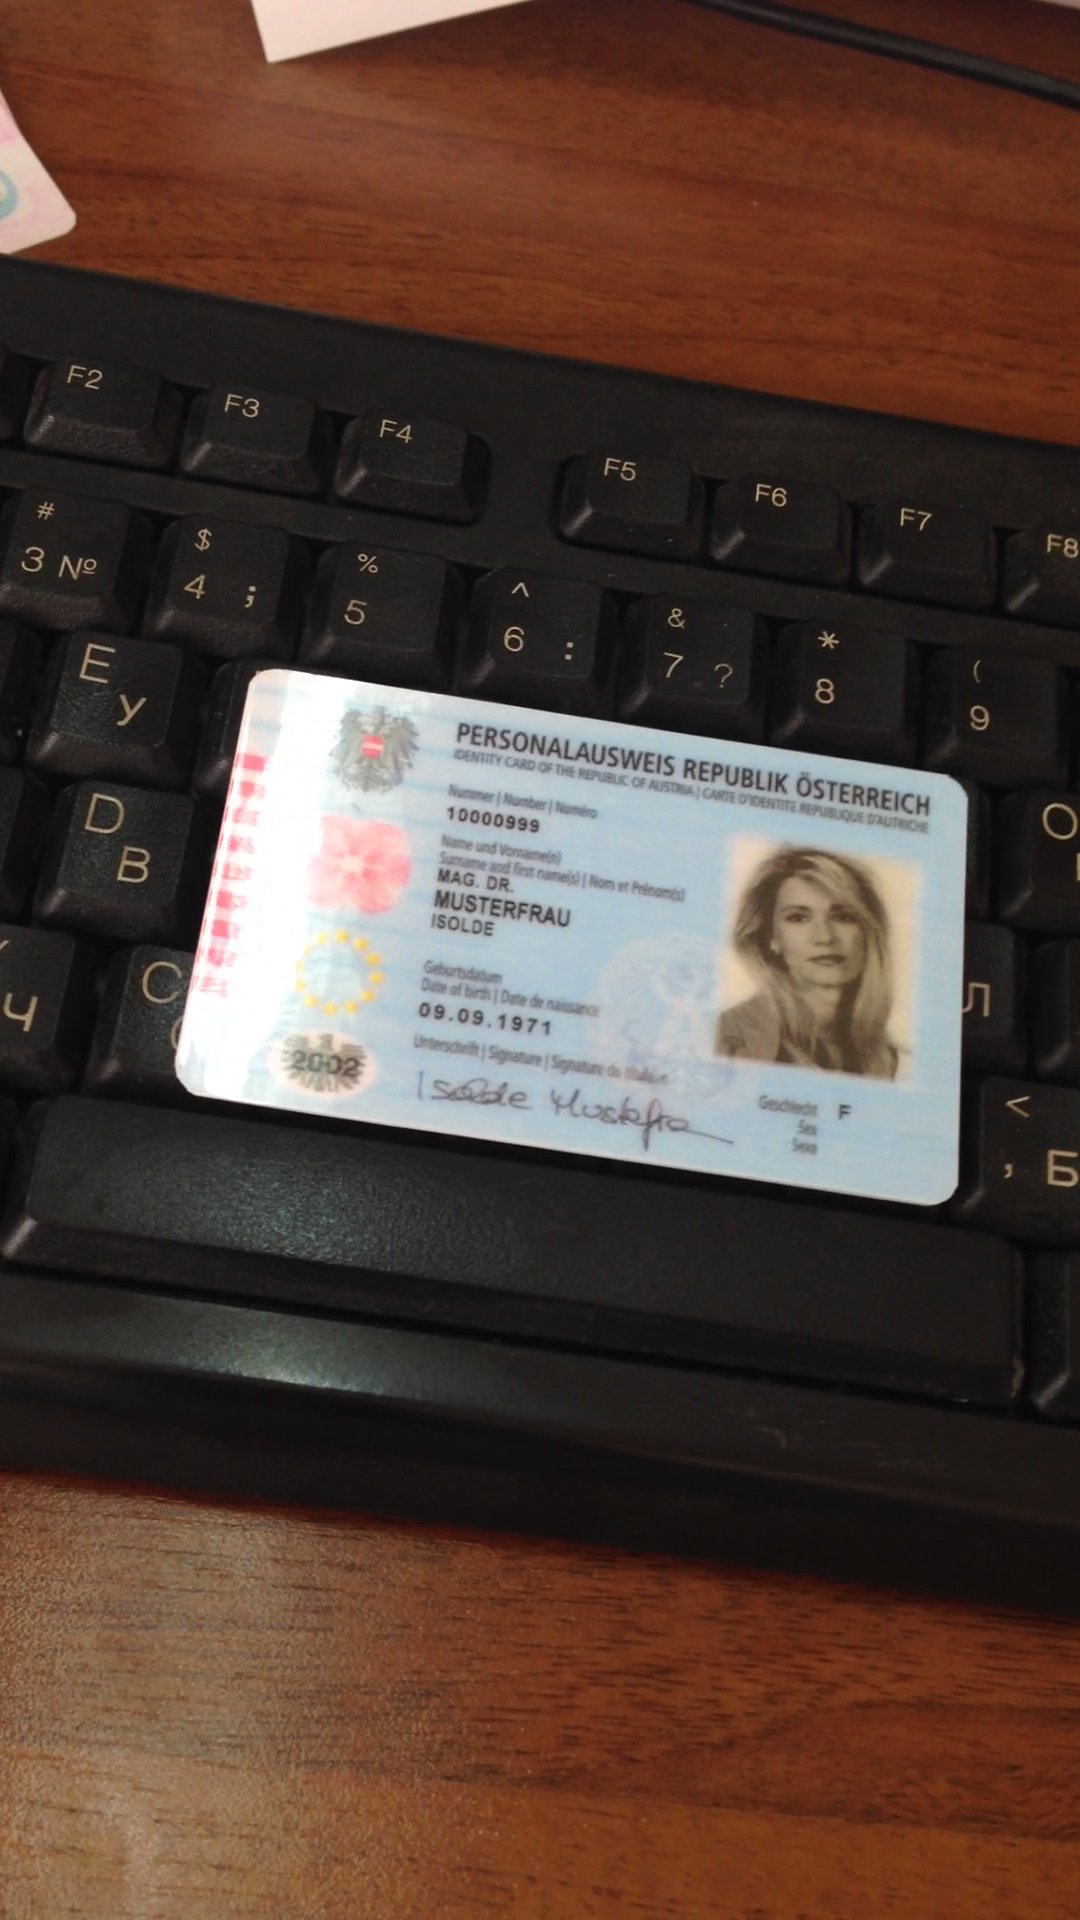 F2 F3 F4 F5 F6 F7 F8
# $ % ^ & * (
3 № 4 ; 5 6 : 7 ? 8 9
E
У
PERSONALAUSWEIS REPUBLIK ÖSTERREICH
IDENTITY CARD OF THE REPUBLIC OF AUSTRIA | CARTE D'IDENTITÉ RÉPUBLIQUE D'AUTRICHE
Nummer | Number | Numéro
10000999
Name und Vorname(n)
Surname and first name(s) | Nom et Prénom(s)
MAG. DR.
MUSTERFRAU
ISOLDE
Geburtsdatum
Date of birth | Date de naissance
09.09.1971
Unterschrift | Signature | Signature du titulaire
Isolde Musterfra
Geschlecht F
Sex
Sexe
2002
D
В
O
C
Ч
Л
<
, Б